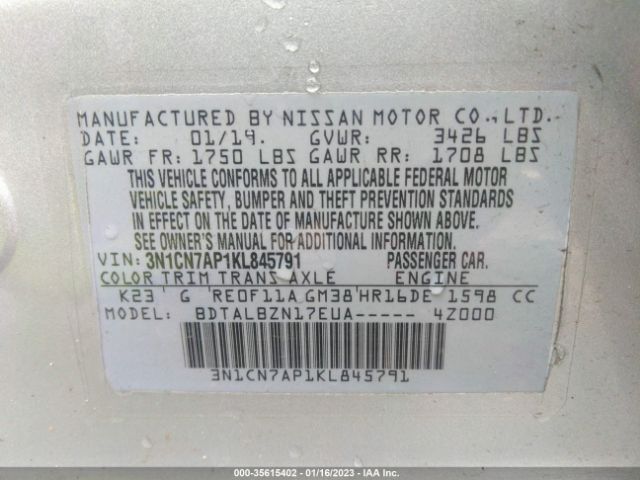 MANUFACTURED BY NISSAN MOTOR CO., LTD.
DATE: 01/19. GVWR: 3426 LBS
GAWR FR: 1750 LBS GAWR RR: 1708 LBS
THIS VEHICLE CONFORMS TO ALL APPLICABLE FEDERAL MOTOR
VEHICLE SAFETY, BUMPER AND THEFT PREVENTION STANDARDS
IN EFFECT ON THE DATE OF MANUFACTURE SHOWN ABOVE.
SEE OWNER'S MANUAL FOR ADDITIONAL INFORMATION.
VIN: 3N1CN7AP1KL845791 PASSENGER CAR.
COLOR TRIM TRANS AXLE ENGINE
K23 G RE0F11A GM38 HR16DE 1598 CC
MODEL: BDTALBZN17EUA----- 4Z000
3N1CN7AP1KL845791
000-35615402 - 01/16/2023 - IAA Inc.